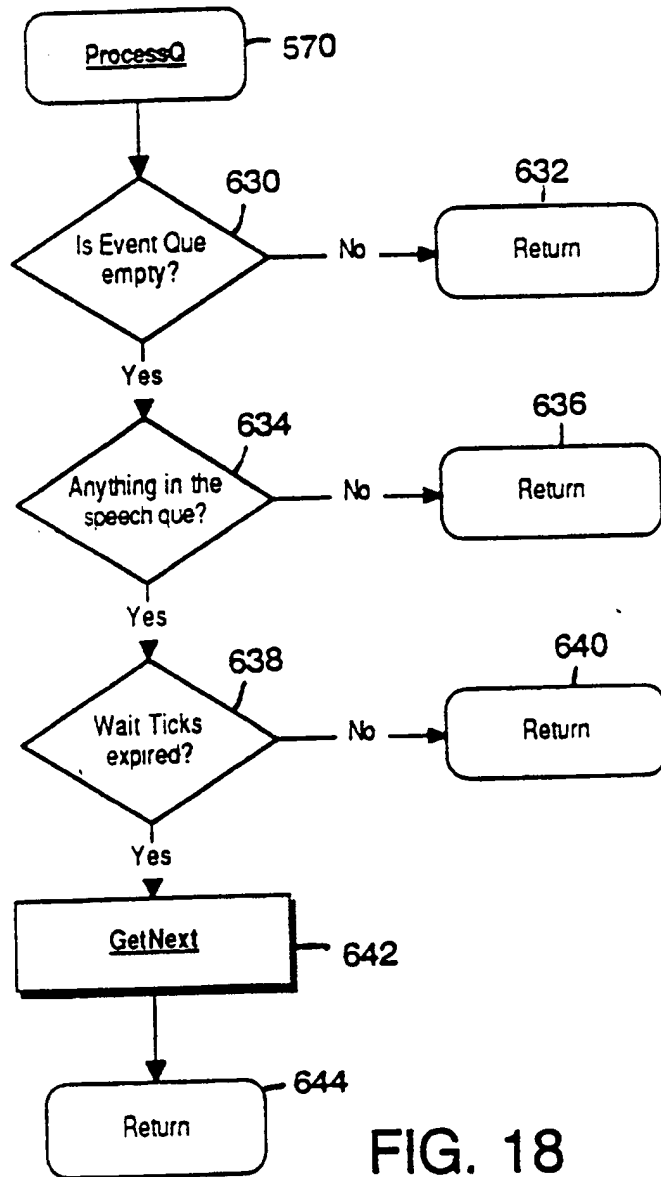 ProcessQ
570
630
632
Is Event Que
empty?
No
Return
Yes
634
636
Anything in the
speech que?
No
Return
Yes
638
640
Wait Ticks
expired?
No
Return
Yes
GetNext
642
644
Return
FIG. 18